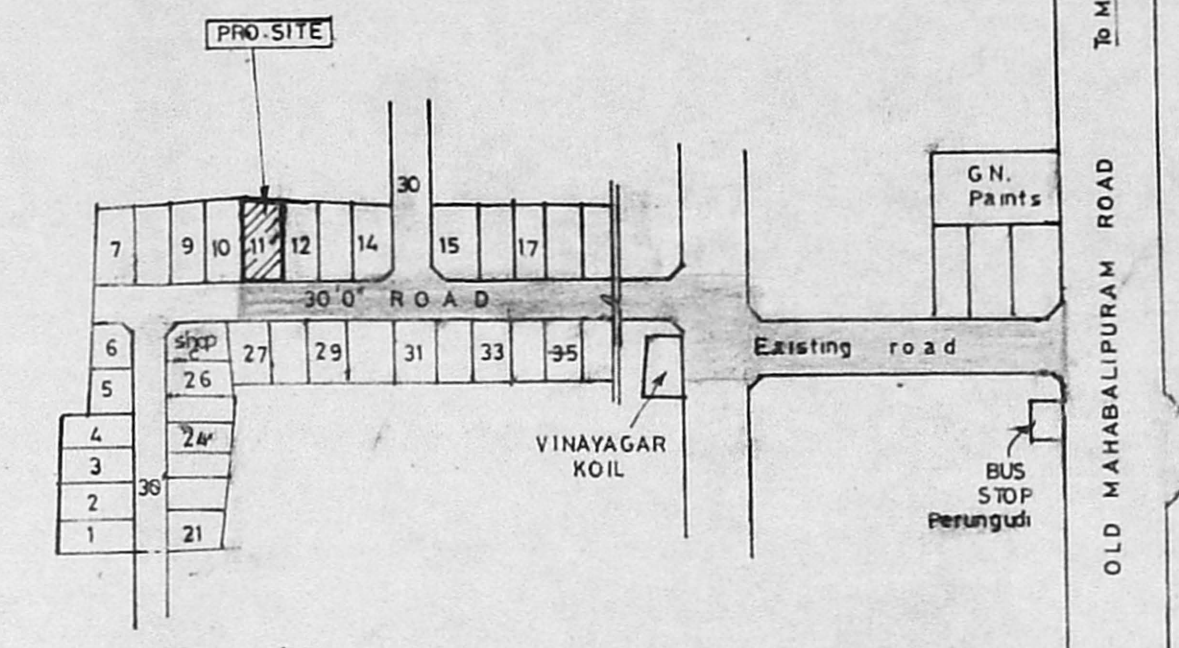 PRO.SITE
To M
30
G N.
Paints
7
9
10
11
12
14
15
17
30'0" ROAD
6
shop
C
27
29
31
33
35
Existing road
5
26
4
24
3
2
30
1
21
VINAYAGAR
KOIL
BUS
STOP
Perungudi
OLD MAHABALIPURAM ROAD